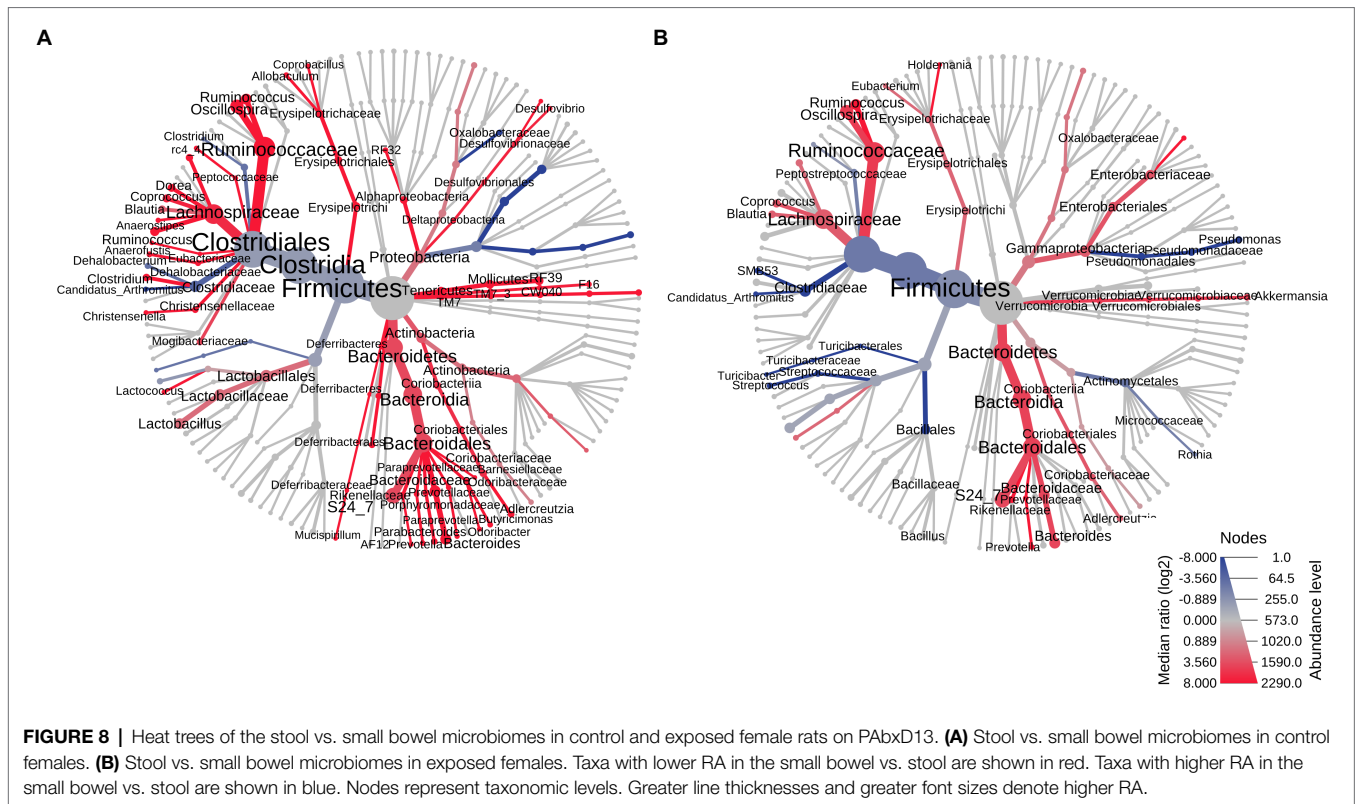 A
Coprobacillus
Allobaculum
Ruminococcus
Oscillospira
Erysipelotrichaceae
Desulfovibrio
Clostridium
rc4_4
Ruminococcaceae
RF32
Oxalobacteraceae
Desulfovibrionaceae
Erysipelotrichales
Peptococcaceae
Desulfovibrionales
Dorea
Coprococcus
Blautia
Lachnospiraceae
Alphaproteobacteria
Erysipelotrichi
Deltaproteobacteria
Anaerostipes
Ruminococcus
Clostridiales
Anaerofustis
Eubacteriaceae
Dehalobacterium
Dehalobacteriaceae
Clostridia
Proteobacteria
Clostridium
Clostridiaceae
Candidatus_Arthromitus
Firmicutes
Mollicutes
RF39
Tenericutes
TM7_3
CW040
F16
TM7
Christensenellaceae
Christensenella
Mogibacteriaceae
Deferribacteres
Actinobacteria
Bacteroidetes
Lactobacillales
Actinobacteria
Lactococcus
Lactobacillaceae
Deferribacteres
Coriobacteriia
Bacteroidia
Lactobacillus
Coriobacteriales
Deferribacterales
Bacteroidales
Coriobacteriaceae
Paraprevotellaceae
Barnesiellaceae
Deferribacteraceae
Bacteroidaceae
Odoribacteraceae
Rikenellaceae
Prevotellaceae
S24_7
Porphyromonadaceae
Adlercreutzia
Paraprevotella
Butyricimonas
Mucispirillum
Parabacteroides
Odoribacter
AF12
Prevotella
Bacteroides
B
Holdemania
Eubacterium
Ruminococcus
Oscillospira
Erysipelotrichaceae
Oxalobacteraceae
Ruminococcaceae
Erysipelotrichales
Peptostreptococcaceae
Enterobacteriaceae
Coprococcus
Blautia
Lachnospiraceae
Erysipelotrichi
Enterobacteriales
Gammaproteobacteria
Pseudomonas
Pseudomonadaceae
Pseudomonadales
SMB53
Clostridiaceae
Candidatus_Arthromitus
Firmicutes
Verrucomicrobiae
Verrucomicrobiaceae
Akkermansia
Verrucomicrobia
Verrucomicrobiales
Turicibacterales
Turicibacteraceae
Turicibacter
Streptococcaceae
Streptococcus
Bacteroidetes
Actinomycetales
Coriobacteriia
Bacteroidia
Micrococcaceae
Bacillales
Coriobacteriales
Bacteroidales
Rothia
Coriobacteriaceae
Bacillaceae
Bacteroidaceae
S24_7
Prevotellaceae
Rikenellaceae
Adlercreutzia
Bacillus
Bacteroides
Prevotella
Nodes
Median ratio (log2)
Abundance level
-8.000 1.0
-3.560 64.5
-0.889 255.0
0.000 573.0
0.889 1020.0
3.560 1590.0
8.000 2290.0
FIGURE 8 | Heat trees of the stool vs. small bowel microbiomes in control and exposed female rats on PAbxD13. (A) Stool vs. small bowel microbiomes in control
females. (B) Stool vs. small bowel microbiomes in exposed females. Taxa with lower RA in the small bowel vs. stool are shown in red. Taxa with higher RA in the
small bowel vs. stool are shown in blue. Nodes represent taxonomic levels. Greater line thicknesses and greater font sizes denote higher RA.